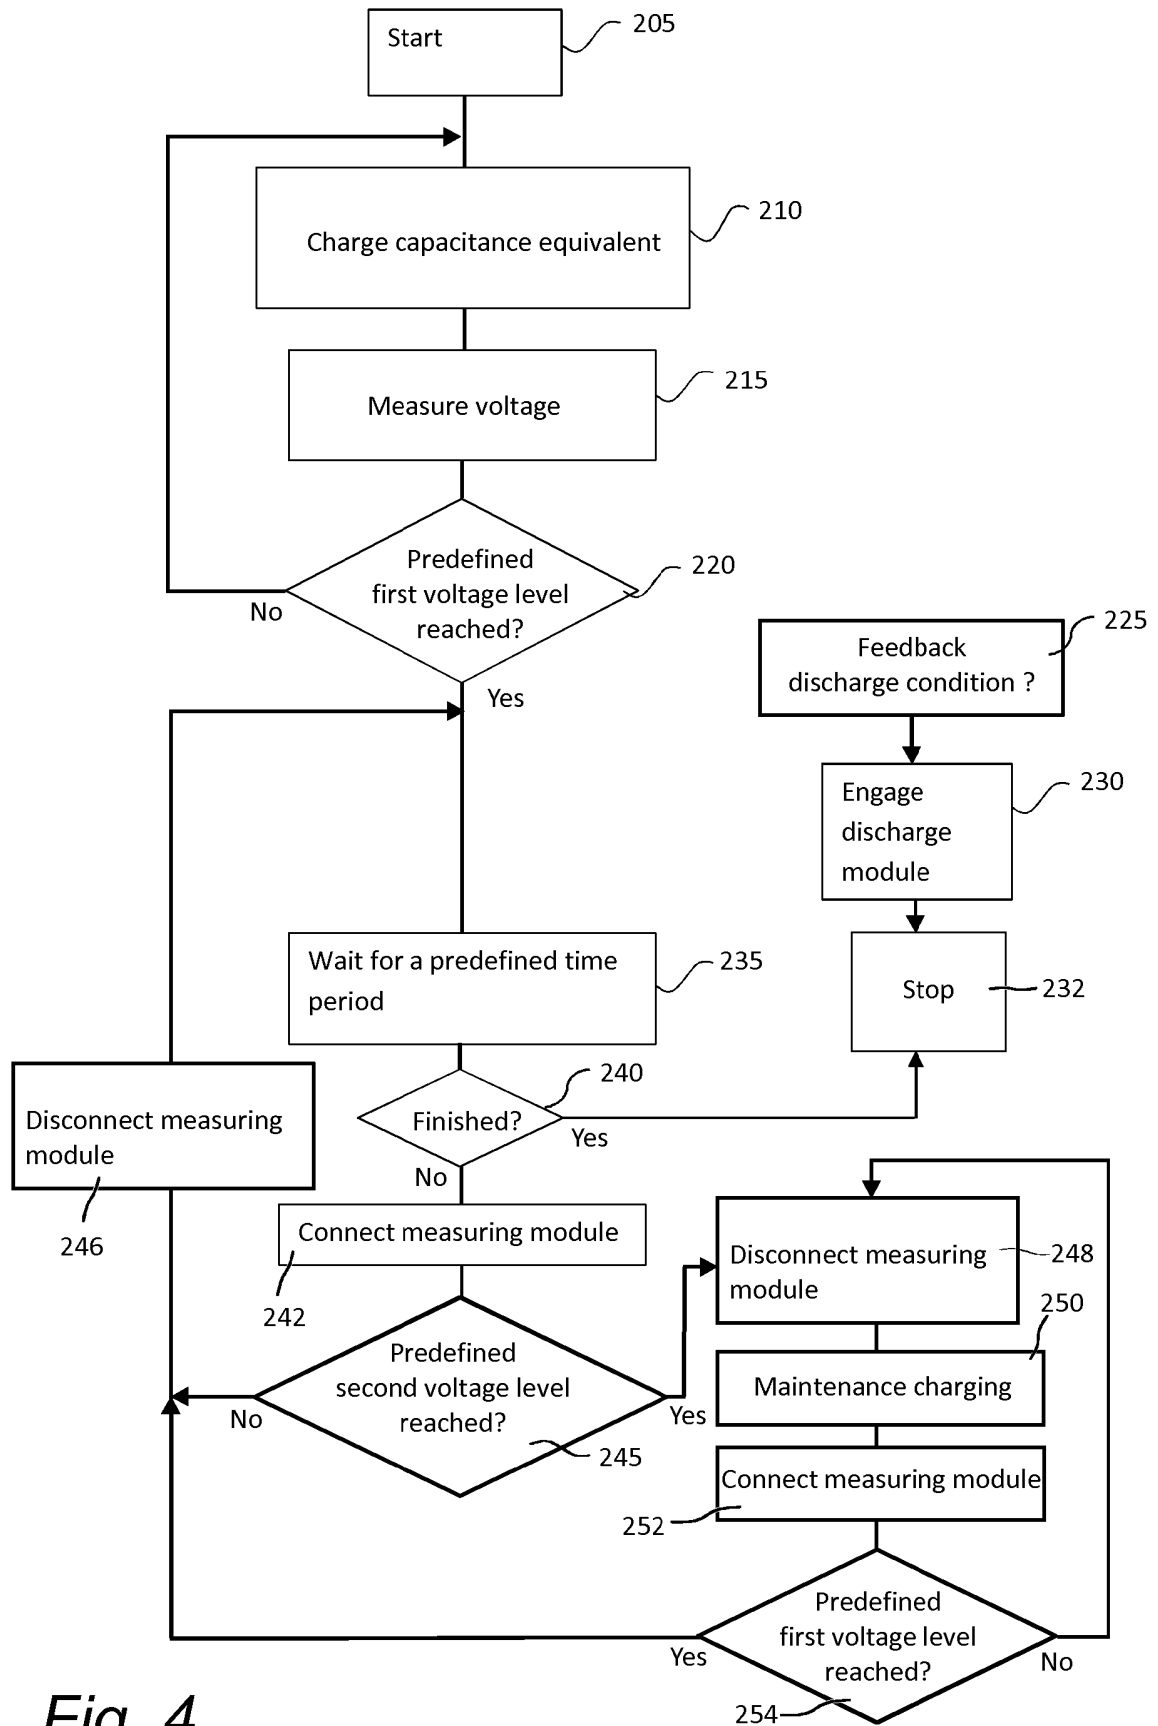 Start
205
Charge capacitance equivalent
210
Measure voltage
215
Predefined
first voltage level
reached?
220
No
Yes
Feedback
discharge condition ?
225
Engage
discharge
module
230
Wait for a predefined time
period
235
Stop
232
Finished?
240
Yes
No
Disconnect measuring
module
246
Connect measuring module
242
Predefined
second voltage level
reached?
245
No
Yes
Disconnect measuring
module
248
250
Maintenance charging
Connect measuring module
252
Predefined
first voltage level
reached?
254
Yes
No
Fig. 4